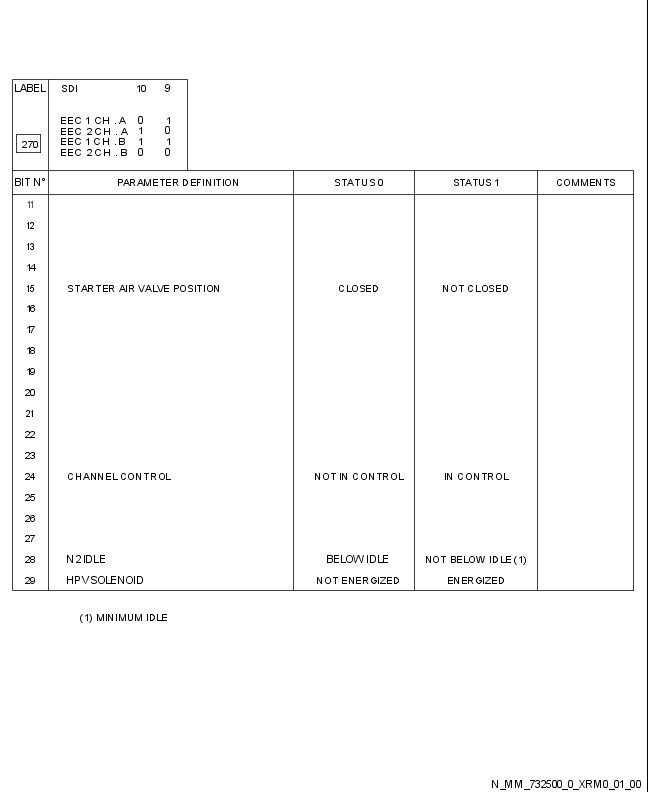 LABEL SDI 10 9
EEC 1 CH . A 0 1
EEC 2 CH . A 1 0
270 EEC 1 CH . B 1 1
EEC 2 CH . B 0 0
BIT N° PARAMETER DEFINITION STATUS 0 STATUS 1 COMMENTS
11
12
13
14
15 STARTER AIR VALVE POSITION CLOSED NOT CLOSED
16
17
18
19
20
21
22
23
24 CHANNEL CONTROL NOT IN CONTROL IN CONTROL
25
26
27
28 N2 IDLE BELOW IDLE NOT BELOW IDLE (1)
29 HPV SOLENOID NOT ENERGIZED ENERGIZED
(1) MINIMUM IDLE
N_MM_732500_0_XRM0_01_00